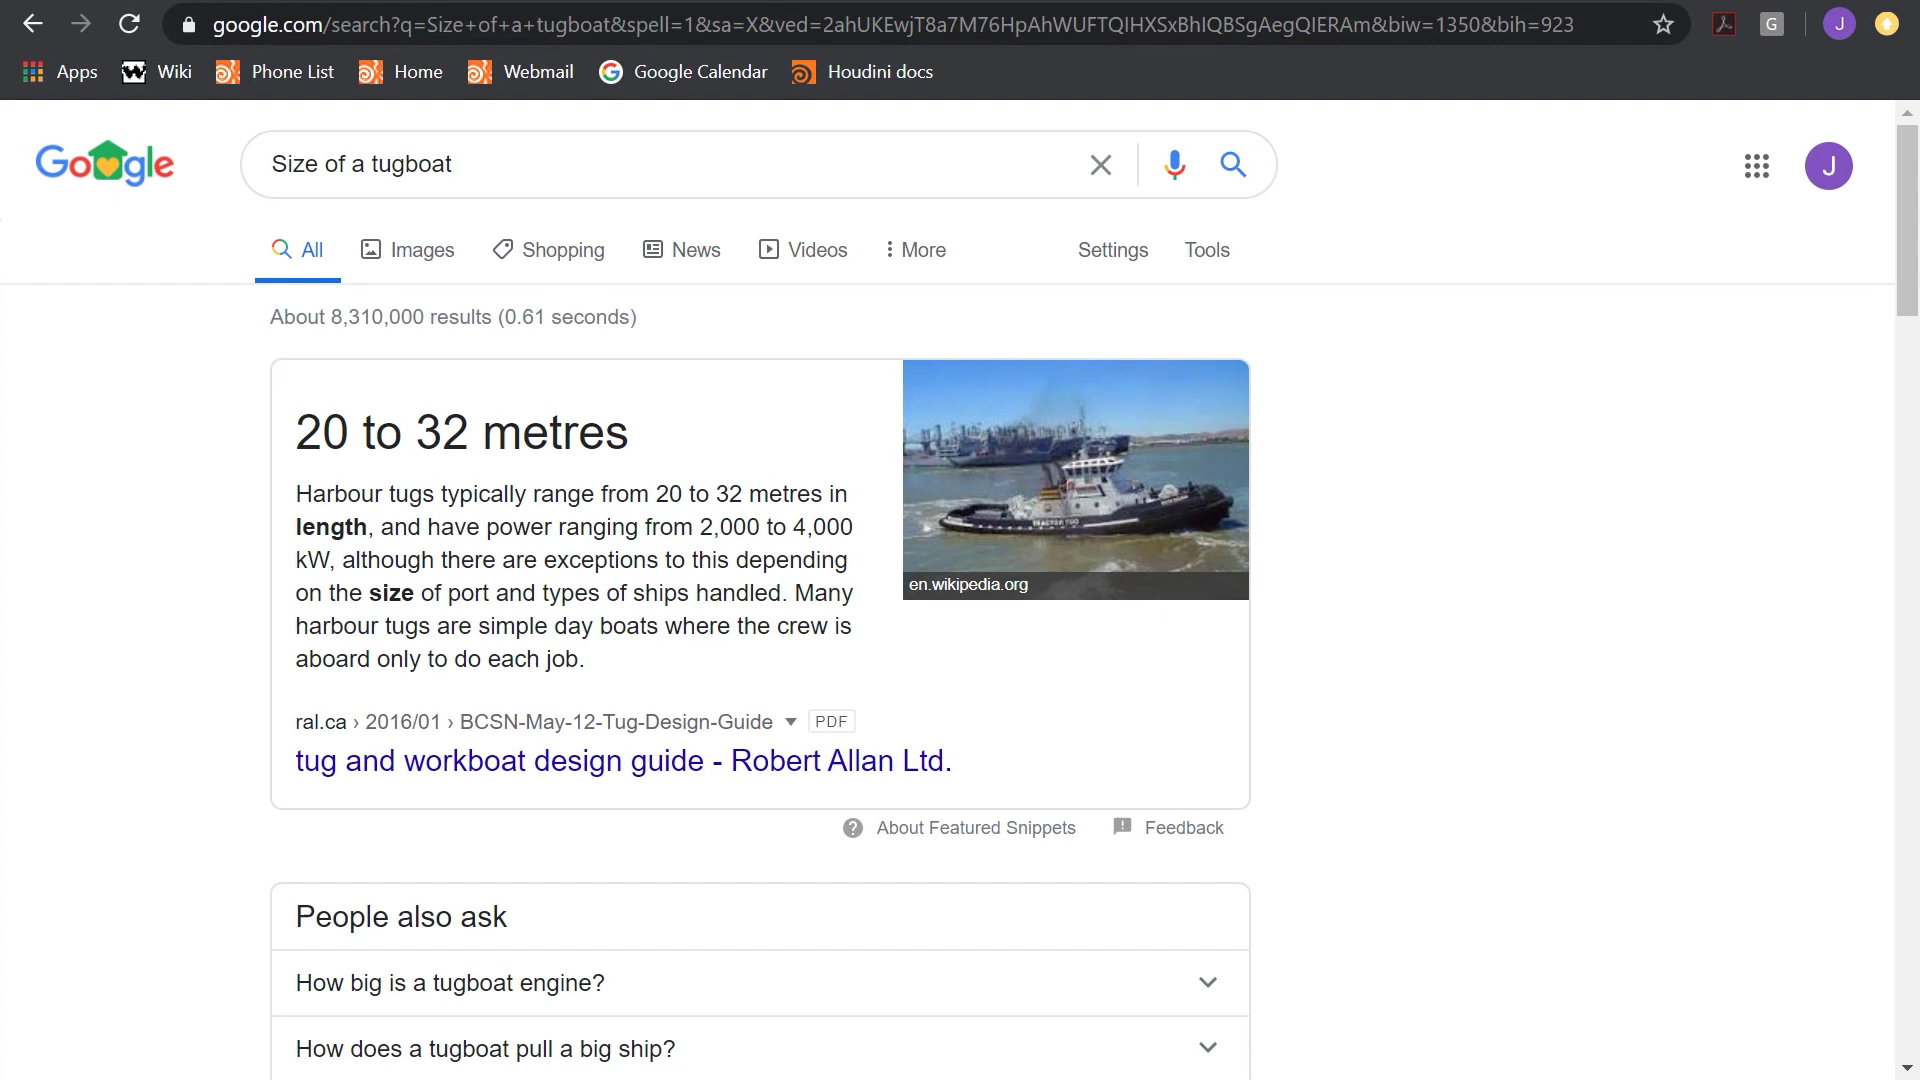 google.com/search?q=Size+of+a+tugboat&spell=1&sa=X&ved=2ahUKEwjT8a7M76HpAhWUFTQIHXSxBhIQBSgAegQIERAm&biw=1350&bih=923
G
J
Apps
Wiki
Phone List
Home
Webmail
Google Calendar
Houdini docs
Google
Size of a tugboat
J
All
Images
Shopping
News
Videos
More
Settings
Tools
About 8,310,000 results (0.61 seconds)
20 to 32 metres
Harbour tugs typically range from 20 to 32 metres in
length, and have power ranging from 2,000 to 4,000
kW, although there are exceptions to this depending
on the size of port and types of ships handled. Many
harbour tugs are simple day boats where the crew is
aboard only to do each job.
TRACTOR TUG
en.wikipedia.org
ral.ca › 2016/01 › BCSN-May-12-Tug-Design-Guide
PDF
tug and workboat design guide - Robert Allan Ltd.
About Featured Snippets
Feedback
People also ask
How big is a tugboat engine?
How does a tugboat pull a big ship?